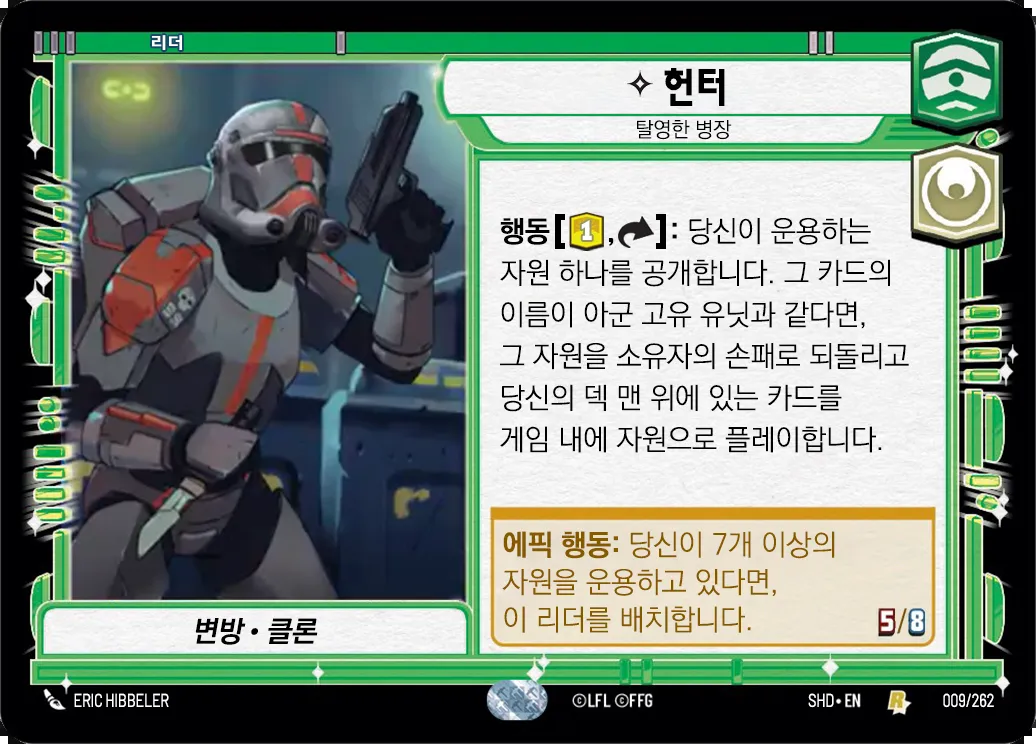 리더
헌터
탈영한 병장
행동[1, ]: 당신이 운용하는
자원 하나를 공개합니다. 그 카드의
이름이 아군 고유 유닛과 같다면,
그 자원을 소유자의 손패로 되돌리고
당신의 덱 맨 위에 있는 카드를
게임 내에 자원으로 플레이합니다.
에픽 행동: 당신이 7개 이상의
자원을 운용하고 있다면,
이 리더를 배치합니다.
5/8
변방 • 클론
ERIC HIBBELER
©LFL ©FFG
SHD • EN
R
009/262